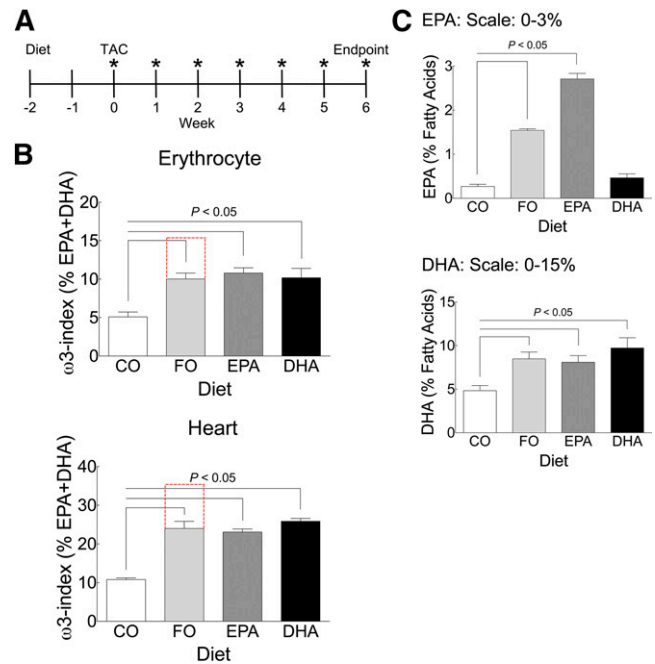 A
Diet TAC Endpoint
* * * * * * *
-2 -1 0 1 2 3 4 5 6
Week
B
Erythrocyte
ω3-index (% EPA+DHA)
20
15
10
5
0
P < 0.05
CO FO EPA DHA
Diet
Heart
ω3-index (% EPA+DHA)
40
30
20
10
0
P < 0.05
CO FO EPA DHA
Diet
C
EPA: Scale: 0-3%
EPA (% Fatty Acids)
3
2
1
0
P < 0.05
CO FO EPA DHA
Diet
DHA: Scale: 0-15%
DHA (% Fatty Acids)
15
10
5
0
P < 0.05
CO FO EPA DHA
Diet